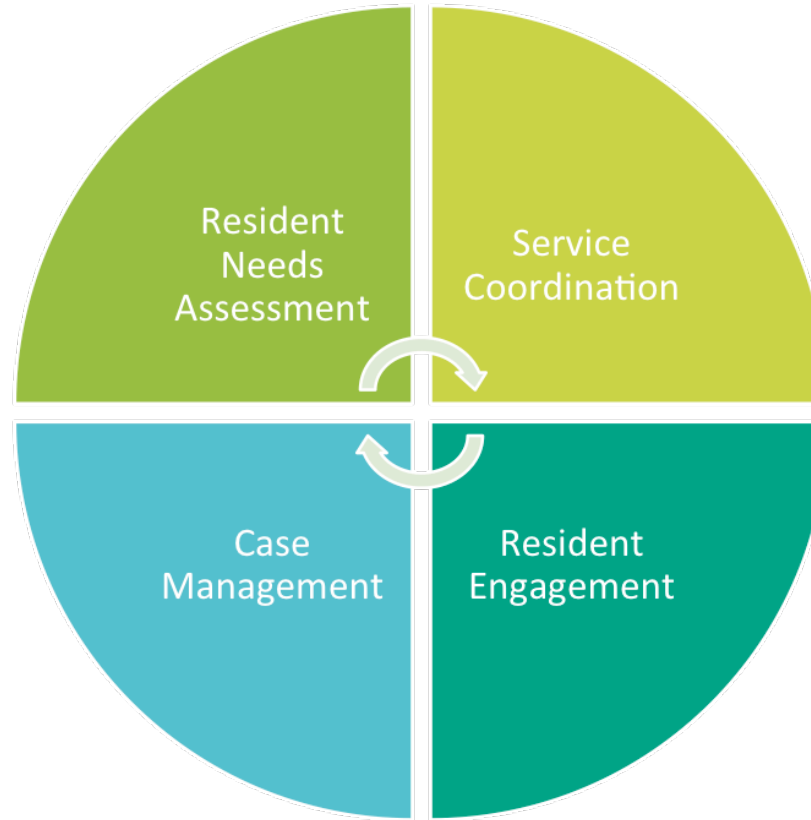 Resident
Needs
Assessment
Service
Coordination
Case
Management
Resident
Engagement